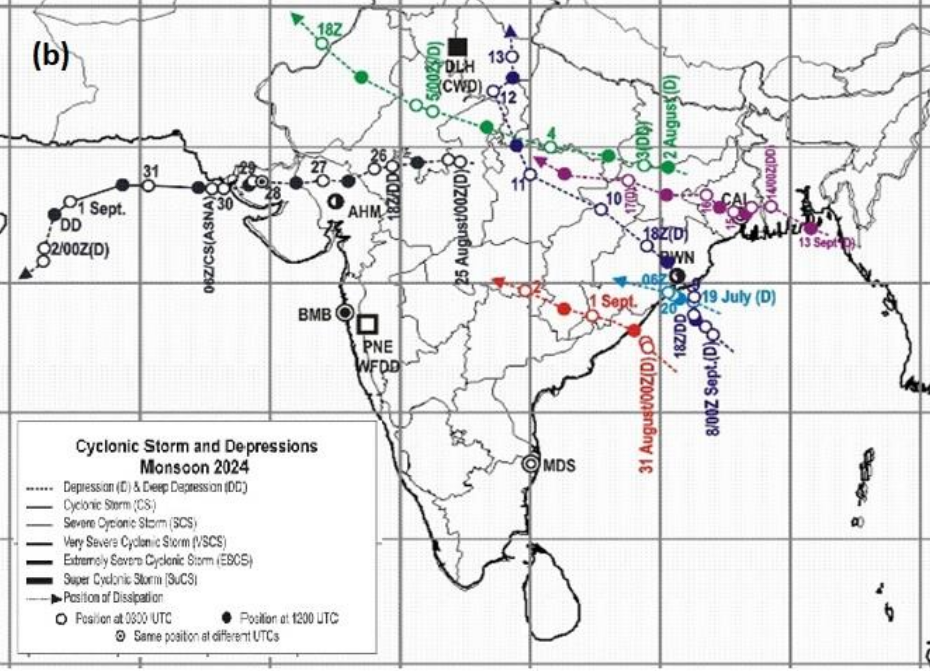 (b)
18Z
5/00Z(D)
DLH
(CWD)
13
12
4
3(DD)
2 August (D)
11
10
17(DD)
16
15
CAL
14/00Z(DD)
13 Sept (D)
18Z(D)
BWN
06Z
20
9
19 July (D)
18Z/DD
8/00Z Sept.(D)
31
1 Sept.
DD
2/00Z(D)
06Z/CS(ASNA)
30
29
28
27
26
18Z/DD
25 August/00Z(D)
AHM
BMB
PNE
WFDD
2
1 Sept.
31 August/00Z(D)
MDS
Cyclonic Storm and Depressions
Monsoon 2024
Depression (D) & Deep Depression (DD)
Cyclonic Storm (CS)
Severe Cyclonic Storm (SCS)
Very Severe Cyclonic Storm (VSCS)
Extremely Severe Cyclonic Storm (ESCS)
Super Cyclonic Storm (SuCS)
Position of Dissipation
Position at 0300 UTC
Position at 1200 UTC
Same position at different UTCs